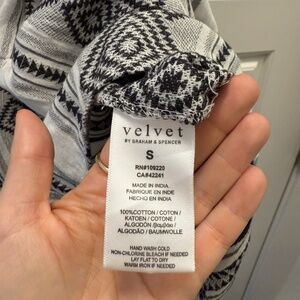 velvet
BY GRAHAM & SPENCER
S
RN#109220
CA#42241
MADE IN INDIA
FABRIQUE EN INDE
HECHO EN INDIA
100%COTTON / COTON /
KATOEN / COTONE /
ALGODÓN /
ALGODÃO / BAUMWOLLE
HAND WASH COLD
NON-CHLORINE BLEACH IF NEEDED
LAY FLAT TO DRY
WARM IRON IF NEEDED